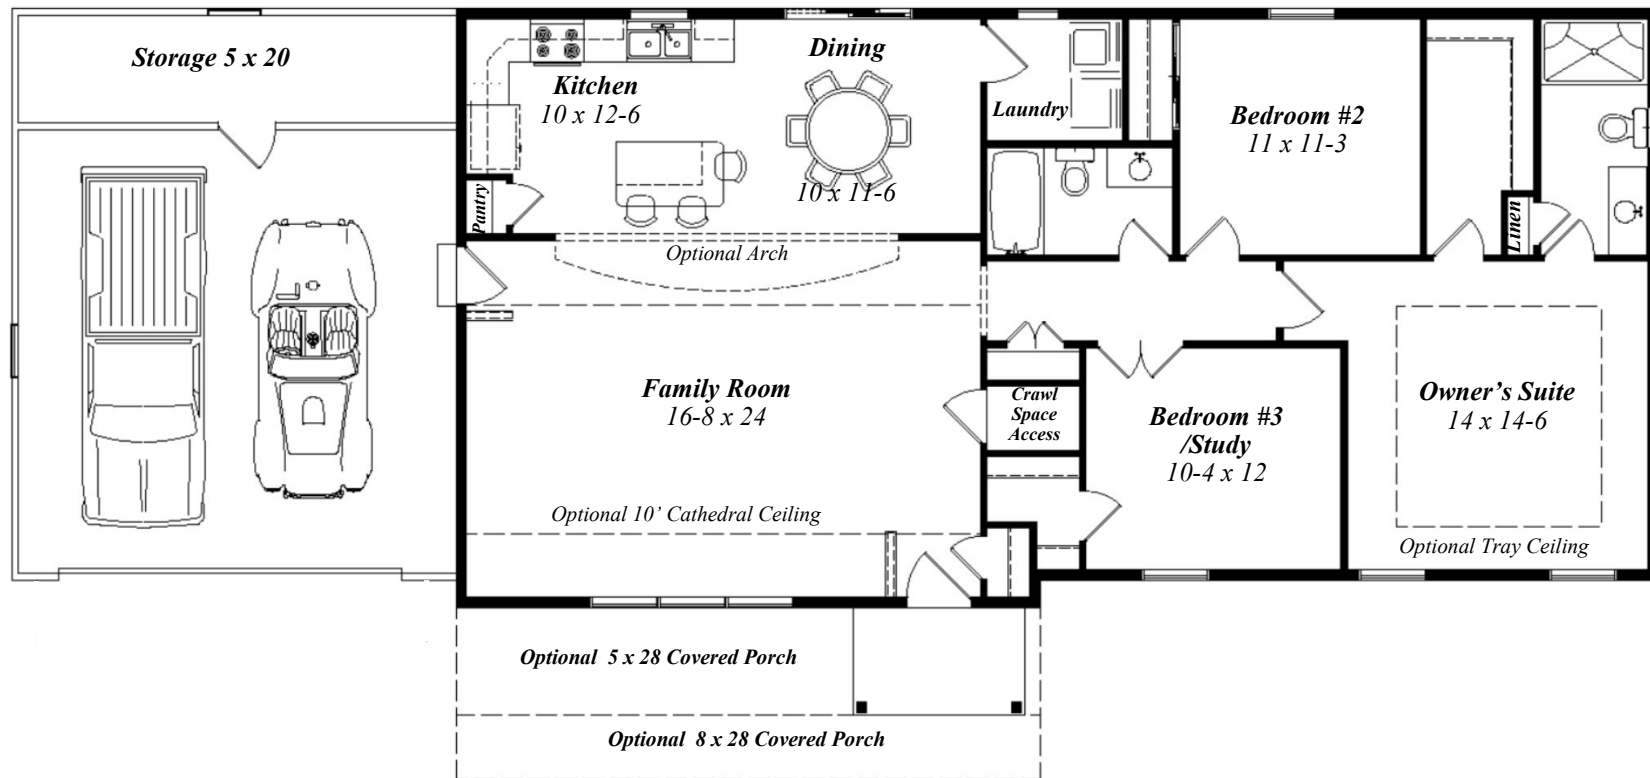 Storage 5 x 20
Kitchen
10 x 12-6
Dining
10 x 11-6
Laundry
Bedroom #2
11 x 11-3
Pantry
Linen
Optional Arch
Family Room
16-8 x 24
Crawl
Space
Access
Bedroom #3
/Study
10-4 x 12
Owner’s Suite
14 x 14-6
Optional 10’ Cathedral Ceiling
Optional Tray Ceiling
Optional 5 x 28 Covered Porch
Optional 8 x 28 Covered Porch